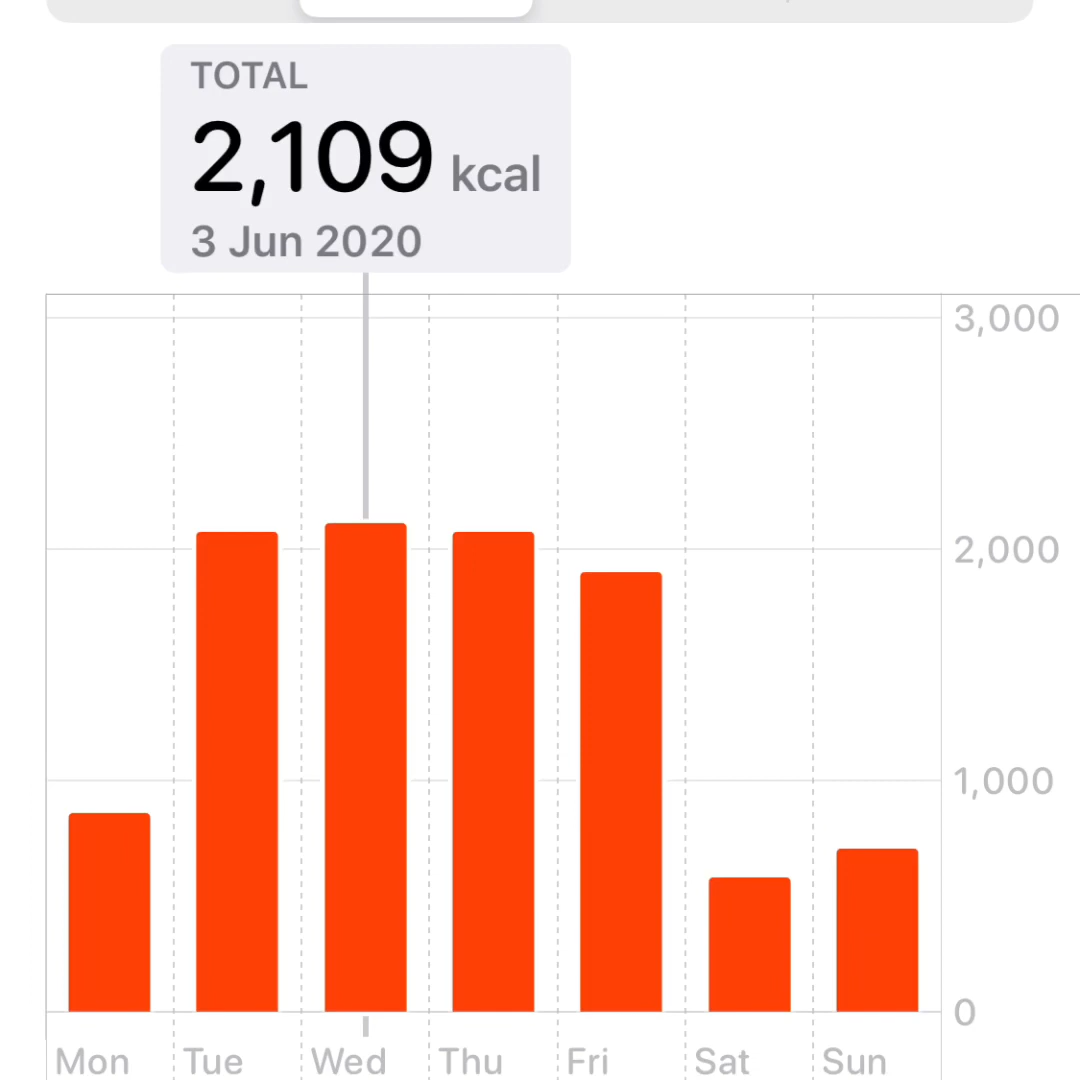 TOTAL
2,109 kcal
3 Jun 2020
3,000
2,000
1,000
0
Mon Tue Wed Thu Fri Sat Sun